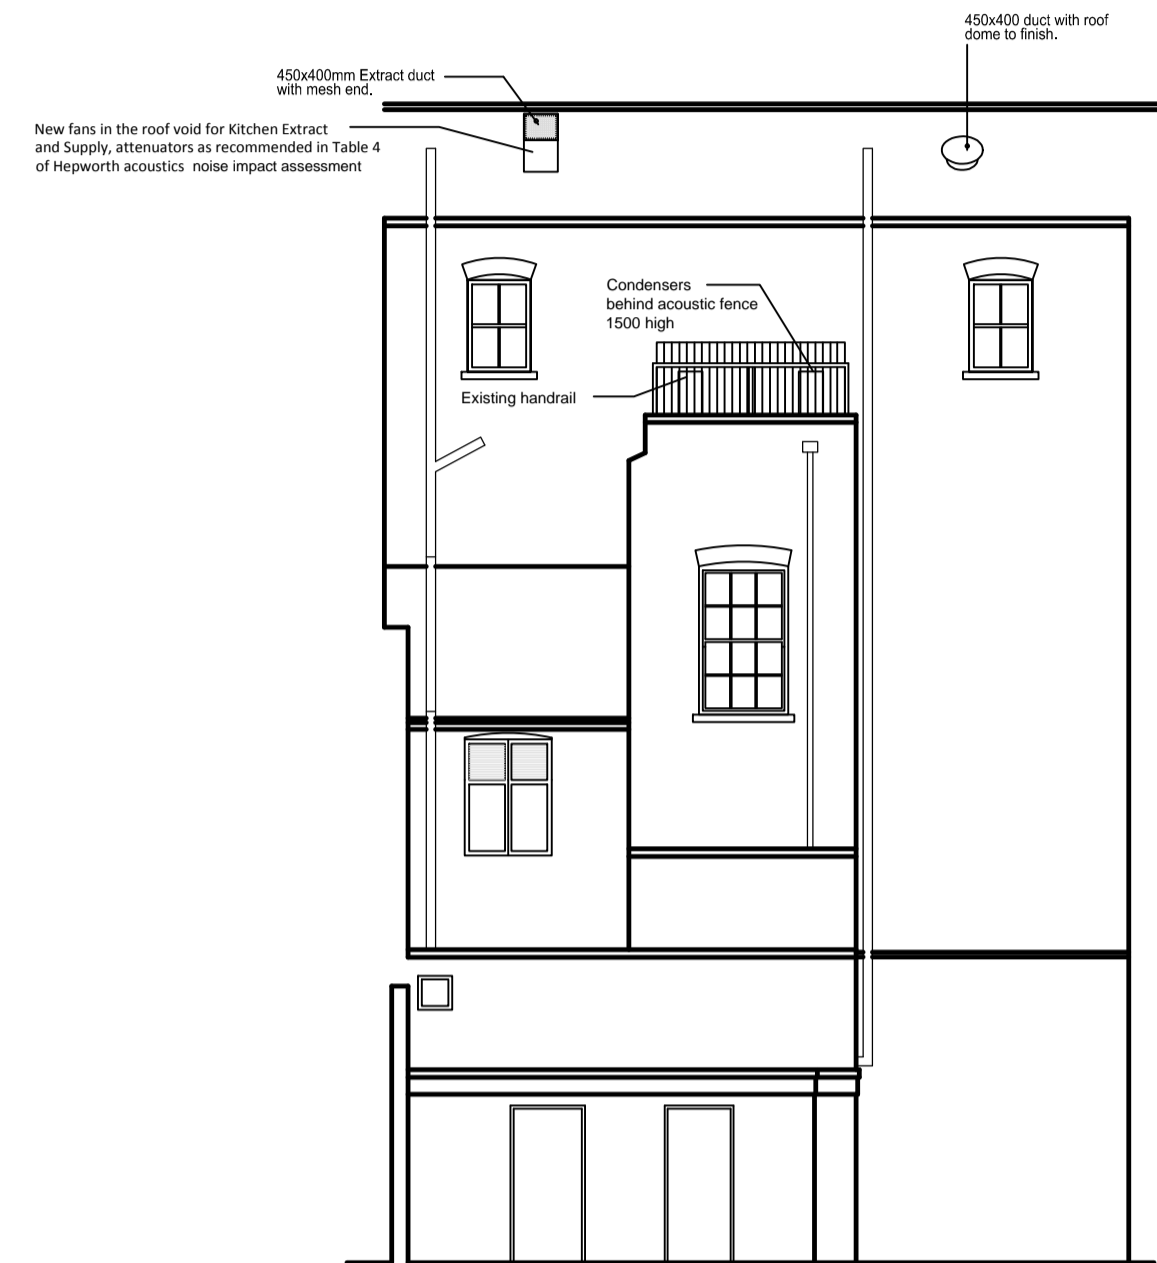 450x400 duct with roof
dome to finish.
450x400mm Extract duct
with mesh end.
New fans in the roof void for Kitchen Extract
and Supply, attenuators as recommended in Table 4
of Hepworth acoustics noise impact assessment
Condensers
behind acoustic fence
1500 high
Existing handrail